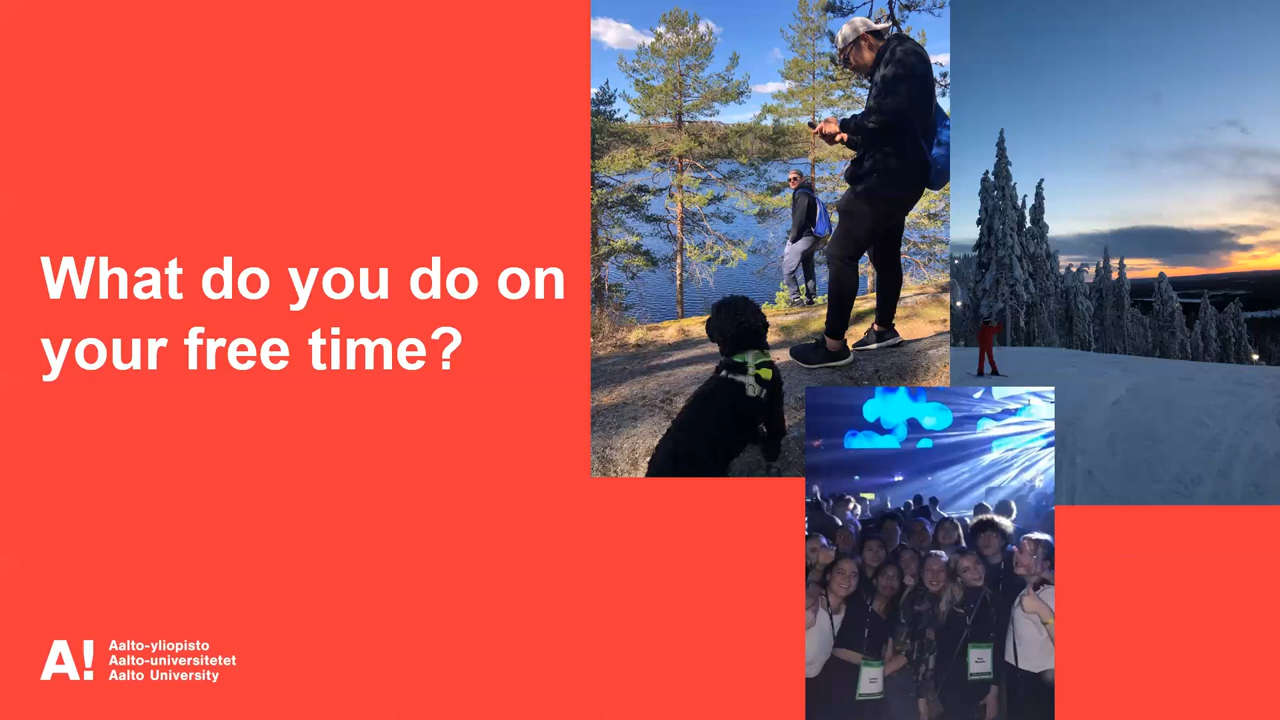 What do you do on
your free time?
A!
Aalto-yliopisto
Aalto-universitetet
Aalto University